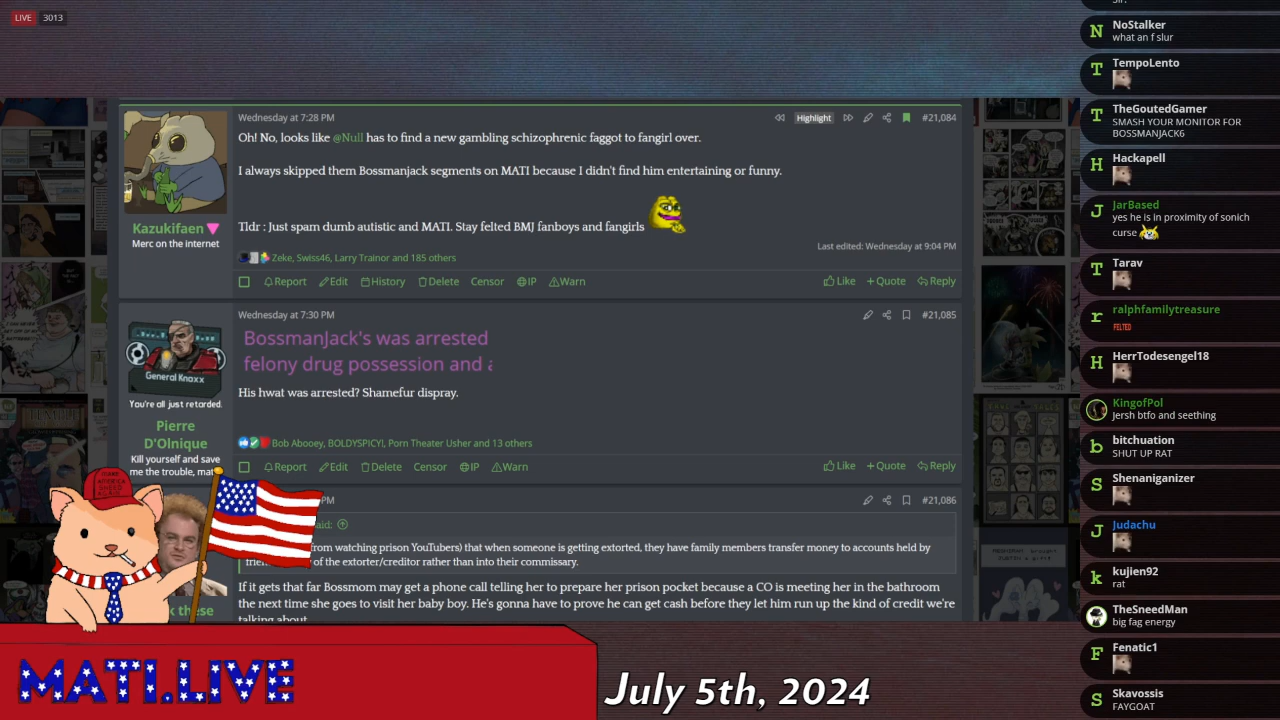 LIVE 3013
Wednesday at 7:28 PM
Highlight
#21,084
Oh! No, looks like @Null has to find a new gambling schizophrenic faggot to fangirl over.
I always skipped them Bossmanjack segments on MATI because I didn't find him entertaining or funny.
Tldr : Just spam dumb autistic and MATI. Stay felted BMJ fanboys and fangirls
Last edited: Wednesday at 9:04 PM
Kazukifaen
Merc on the internet
Zeke, Swiss46, Larry Trainor and 185 others
Report Edit History Delete Censor IP Warn
Like + Quote Reply
Wednesday at 7:30 PM
#21,085
BossmanJack's was arrested
felony drug possession and
His hwat was arrested? Shamefur dispray.
General Knoxx
You're all just retarded.
Pierre
D'Olnique
Kill yourself and save
me the trouble,
Bob Abooey, BOLDYSPICY!, Porn Theater Usher and 13 others
Report Edit Delete Censor IP Warn
Like + Quote Reply
PM
#21,086
said:
from watching prison YouTubers) that when someone is getting extorted, they have family members transfer money to accounts held by
of the extorter/creditor rather than into their commissary.
If it gets that far Bossmom may get a phone call telling her to prepare her prison pocket because a CO is meeting her in the bathroom
the next time she goes to visit her baby boy. He's gonna have to prove he can get cash before they let him run up the kind of credit we're
talking about.
these
MATI.LIVE
July 5th, 2024
Sir.
N
NoStalker
what an f slur
T
TempoLento
T
TheGoutedGamer
SMASH YOUR MONITOR FOR
BOSSMANJACK6
H
Hackapell
J
JarBased
yes he is in proximity of sonich
curse
T
Tarav
r
ralphfamilytreasure
FELTED
H
HerrTodesengel18
KingofPol
Jersh btfo and seething
b
bitchuation
SHUT UP RAT
S
Shenaniganizer
J
Judachu
k
kujien92
rat
TheSneedMan
big fag energy
F
Fenatic1
S
Skavossis
FAYGOAT